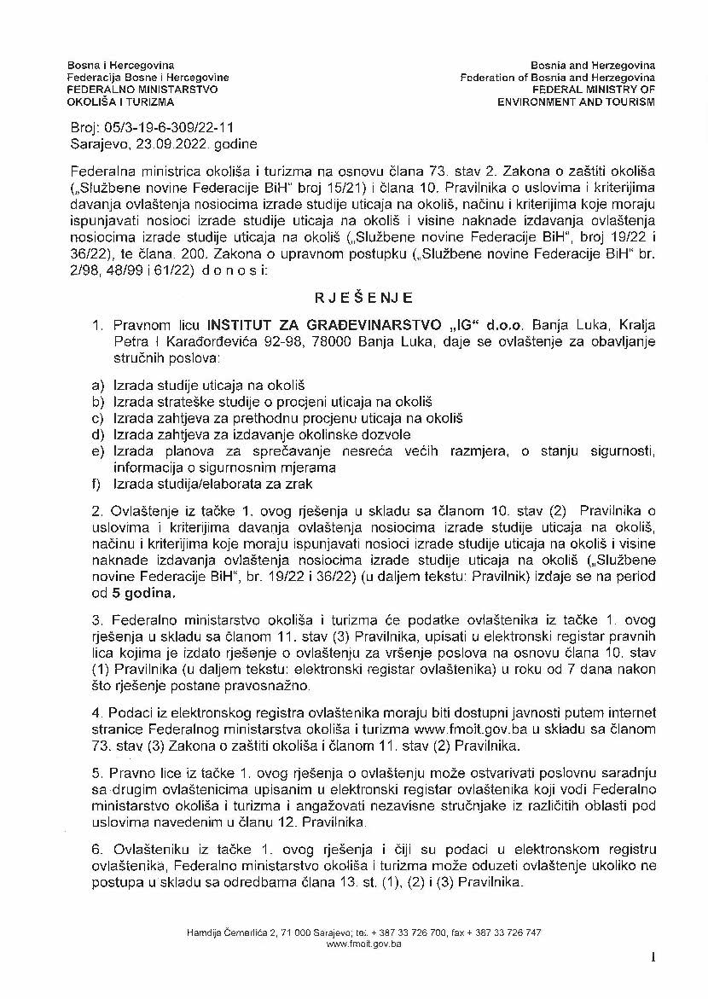 Bosna i Hercegovina
Federacija Bosne i Hercegovine
FEDERALNO MINISTARSTVO
OKOLIŠA I TURIZMA
Bosnia and Herzegovina
Federation of Bosnia and Herzegovina
FEDERAL MINISTRY OF
ENVIRONMENT AND TOURISM
Broj: 05/3-19-6-309/22-11
Sarajevo, 23.09.2022. godine
Federalna ministrica okoliša i turizma na osnovu člana 73. stav 2. Zakona o zaštiti okoliša
(„Službene novine Federacije BiH“ broj 15/21) i člana 10. Pravilnika o uslovima i kriterijima
davanja ovlaštenja nosiocima izrade studije uticaja na okoliš, načinu i kriterijima koje moraju
ispunjavati nosioci izrade studije uticaja na okoliš i visine naknade izdavanja ovlaštenja
nosiocima izrade studije uticaja na okoliš („Službene novine Federacije BiH“, broj 19/22 i
36/22), te člana. 200. Zakona o upravnom postupku („Službene novine Federacije BiH“ br.
2/98, 48/99 i 61/22) d o n o s i:
R J E Š E NJ E
1. Pravnom licu INSTITUT ZA GRAĐEVINARSTVO „IG“ d.o.o. Banja Luka, Kralja
Petra I Karađorđevića 92-98, 78000 Banja Luka, daje se ovlaštenje za obavljanje
stručnih poslova:
a) Izrada studije uticaja na okoliš
b) Izrada strateške studije o procjeni uticaja na okoliš
c) Izrada zahtjeva za prethodnu procjenu uticaja na okoliš
d) Izrada zahtjeva za izdavanje okolinske dozvole
e) Izrada planova za sprečavanje nesreća većih razmjera, o stanju sigurnosti,
informacija o sigurnosnim mjerama
f) Izrada studija/elaborata za zrak
2. Ovlaštenje iz tačke 1. ovog rješenja u skladu sa članom 10. stav (2) Pravilnika o
uslovima i kriterijima davanja ovlaštenja nosiocima izrade studije uticaja na okoliš,
načinu i kriterijima koje moraju ispunjavati nosioci izrade studije uticaja na okoliš i visine
naknade izdavanja ovlaštenja nosiocima izrade studije uticaja na okoliš („Službene
novine Federacije BiH“, br. 19/22 i 36/22) (u daljem tekstu: Pravilnik) izdaje se na period
od 5 godina.
3. Federalno ministarstvo okoliša i turizma će podatke ovlaštenika iz tačke 1. ovog
rješenja u skladu sa članom 11. stav (3) Pravilnika, upisati u elektronski registar pravnih
lica kojima je izdato rješenje o ovlaštenju za vršenje poslova na osnovu člana 10. stav
(1) Pravilnika (u daljem tekstu: elektronski registar ovlaštenika) u roku od 7 dana nakon
što rješenje postane pravosnažno.
4. Podaci iz elektronskog registra ovlaštenika moraju biti dostupni javnosti putem internet
stranice Federalnog ministarstva okoliša i turizma www.fmoit.gov.ba u skladu sa članom
73. stav (3) Zakona o zaštiti okoliša i članom 11. stav (2) Pravilnika.
5. Pravno lice iz tačke 1. ovog rješenja o ovlaštenju može ostvarivati poslovnu saradnju
sa drugim ovlaštenicima upisanim u elektronski registar ovlaštenika koji vodi Federalno
ministarstvo okoliša i turizma i angažovati nezavisne stručnjake iz različitih oblasti pod
uslovima navedenim u članu 12. Pravilnika.
6. Ovlašteniku iz tačke 1. ovog rješenja i čiji su podaci u elektronskom registru
ovlaštenika, Federalno ministarstvo okoliša i turizma može oduzeti ovlaštenje ukoliko ne
postupa u skladu sa odredbama člana 13. st. (1), (2) i (3) Pravilnika.
Hamdije Čemerlića 2, 71 000 Sarajevo; tel. + 387 33 726 700, fax + 387 33 726 747
www.fmoit.gov.ba
1